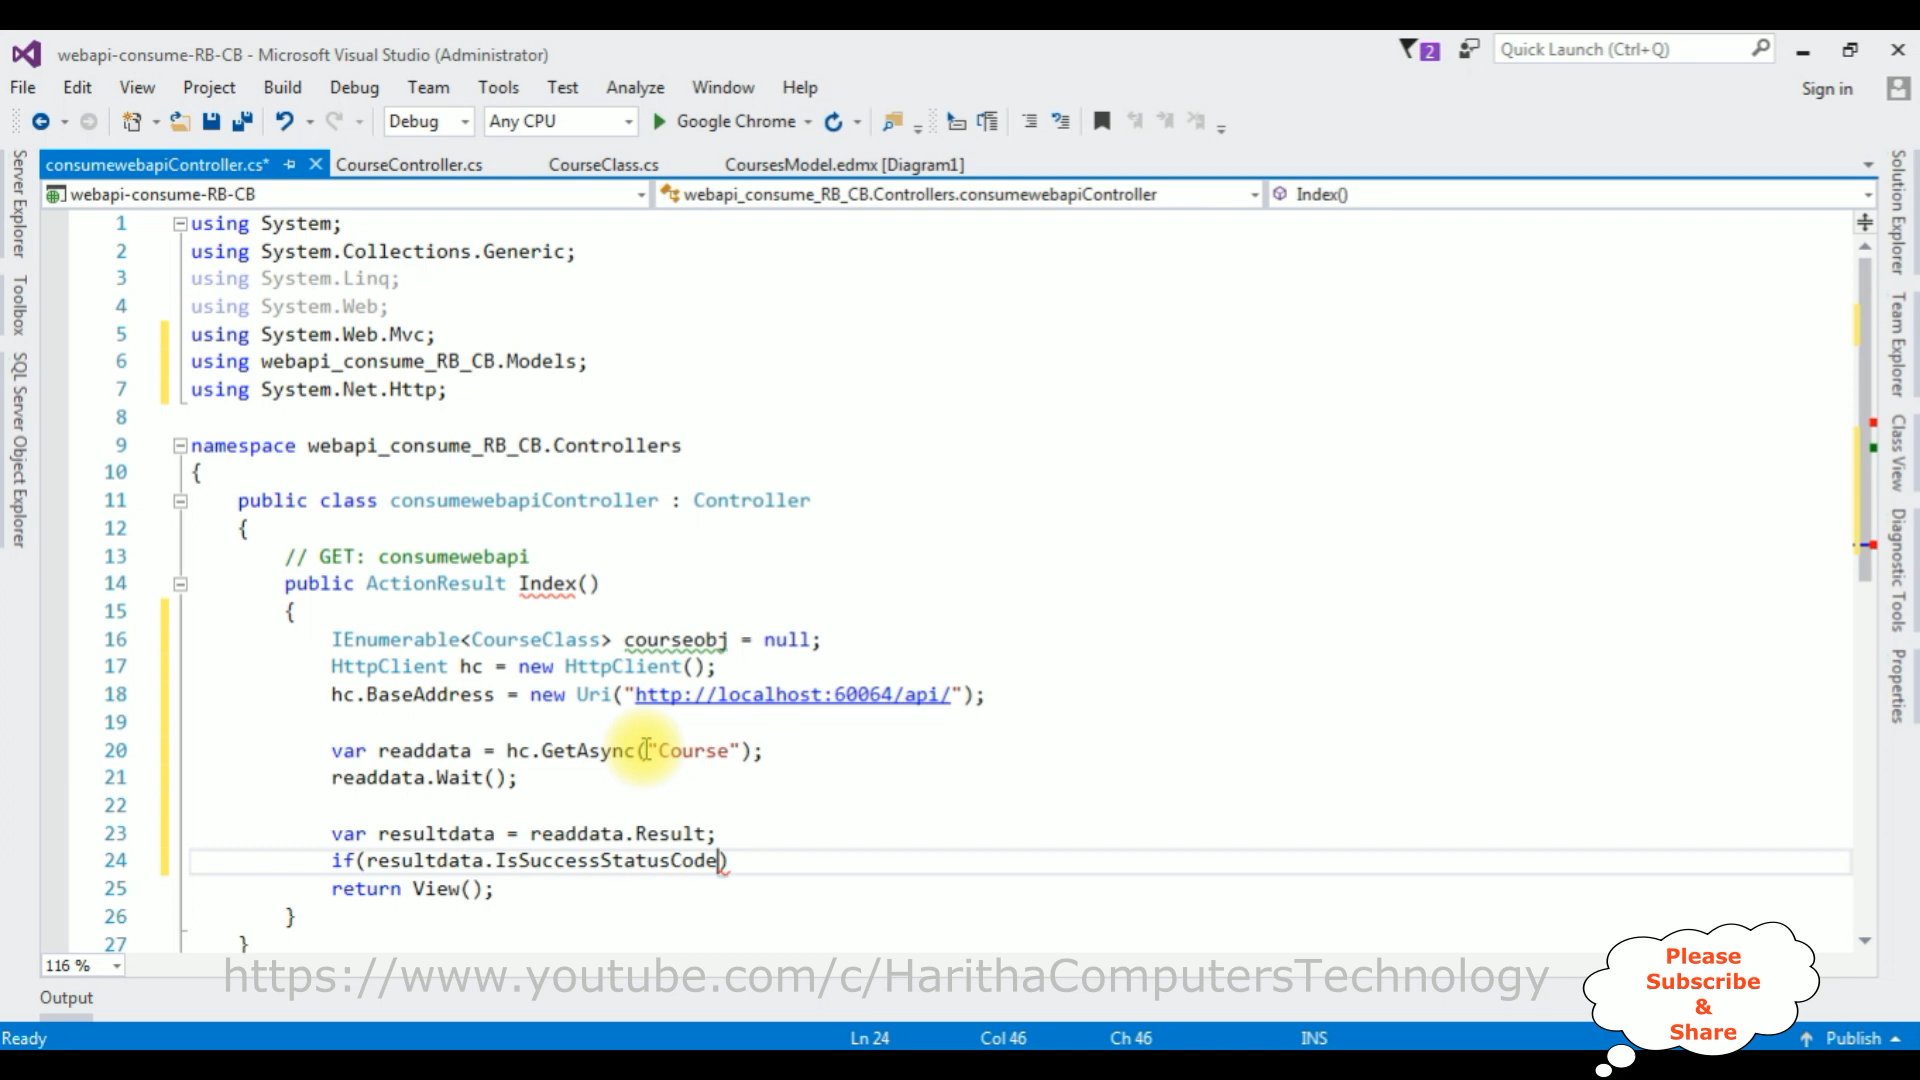 webapi-consume-RB-CB - Microsoft Visual Studio (Administrator)
2
Quick Launch (Ctrl+Q)
File Edit View Project Build Debug Team Tools Test Analyze Window Help
Sign in
Debug Any CPU Google Chrome
consumewebapiController.cs* CourseController.cs CourseClass.cs CoursesModel.edmx [Diagram1]
webapi-consume-RB-CB webapi_consume_RB_CB.Controllers.consumewebapiController Index()
Server Explorer
Toolbox
SQL Server Object Explorer
1 using System;
2 using System.Collections.Generic;
3 using System.Linq;
4 using System.Web;
5 using System.Web.Mvc;
6 using webapi_consume_RB_CB.Models;
7 using System.Net.Http;
8
9 namespace webapi_consume_RB_CB.Controllers
10 {
11 public class consumewebapiController : Controller
12 {
13 // GET: consumewebapi
14 public ActionResult Index()
15 {
16 IEnumerable<CourseClass> courseobj = null;
17 HttpClient hc = new HttpClient();
18 hc.BaseAddress = new Uri("http://localhost:60064/api/");
19
20 var readdata = hc.GetAsync("Course");
21 readdata.Wait();
22
23 var resultdata = readdata.Result;
24 if(resultdata.IsSuccessStatusCode)
25 return View();
26 }
27 }
Solution Explorer
Team Explorer
Class View
Diagnostic Tools
Properties
116 %
https://www.youtube.com/c/HarithaComputersTechnology
Please
Subscribe
&
Share
Output
Ready Ln 24 Col 46 Ch 46 INS Publish